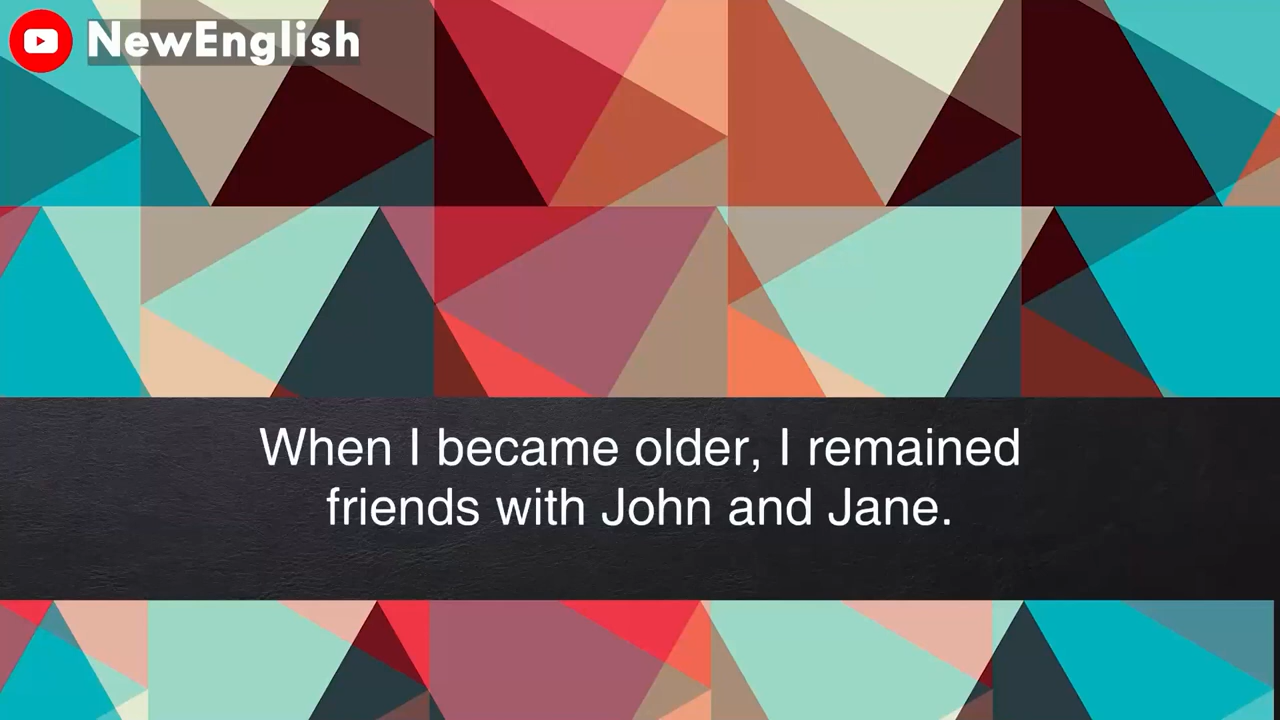 NewEnglish
When I became older, I remained
friends with John and Jane.